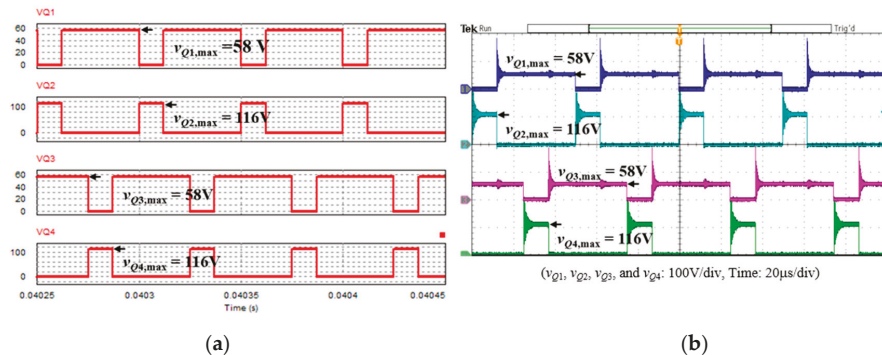 VQ1
60
40
20
0
vQ1,max =58 V
VQ2
100
0
vQ2,max = 116V
VQ3
60
40
20
0
vQ3,max = 58V
VQ4
100
0
vQ4,max = 116V
0.04025 0.0403 0.04035 0.0404 0.04045
Time (s)
(a)
Tek Run Trig'd
vQ1,max = 58V
vQ2,max = 116V
vQ3,max = 58V
vQ4,max = 116V
(vQ1, vQ2, vQ3, and vQ4: 100V/div, Time: 20μs/div)
(b)